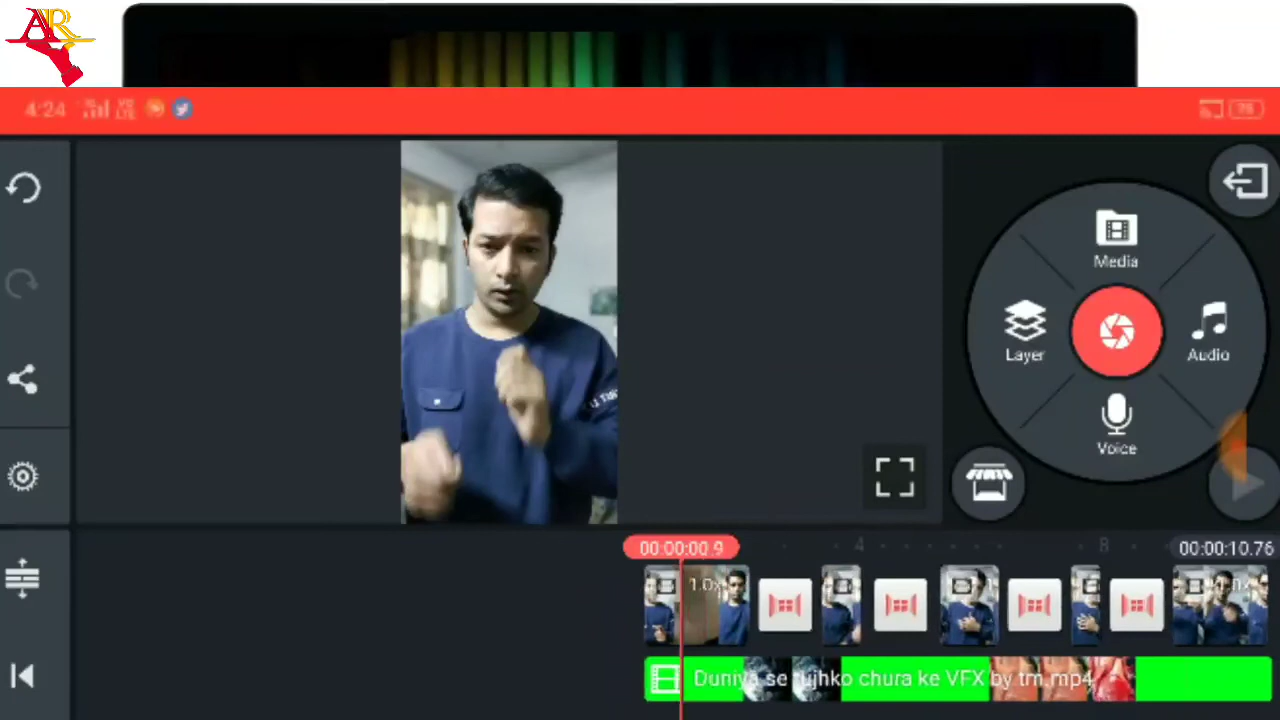 AR
4:24
Media
Layer
Audio
Voice
00:00:00.9
4
8
00:00:10.76
1.0x
Duniya se tujhko chura ke VFX by tm.mp4